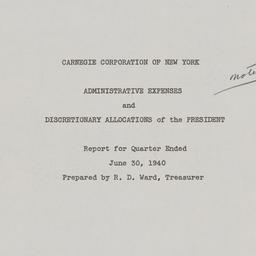 CARNEGIE CORPORATION OF NEW YORK
ADMINISTRATIVE EXPENSES
and
DISCRETIONARY ALLOCATIONS of the PRESIDENT
Report for Quarter Ended
June 30, 1940
Prepared by R. D. Ward, Treasurer